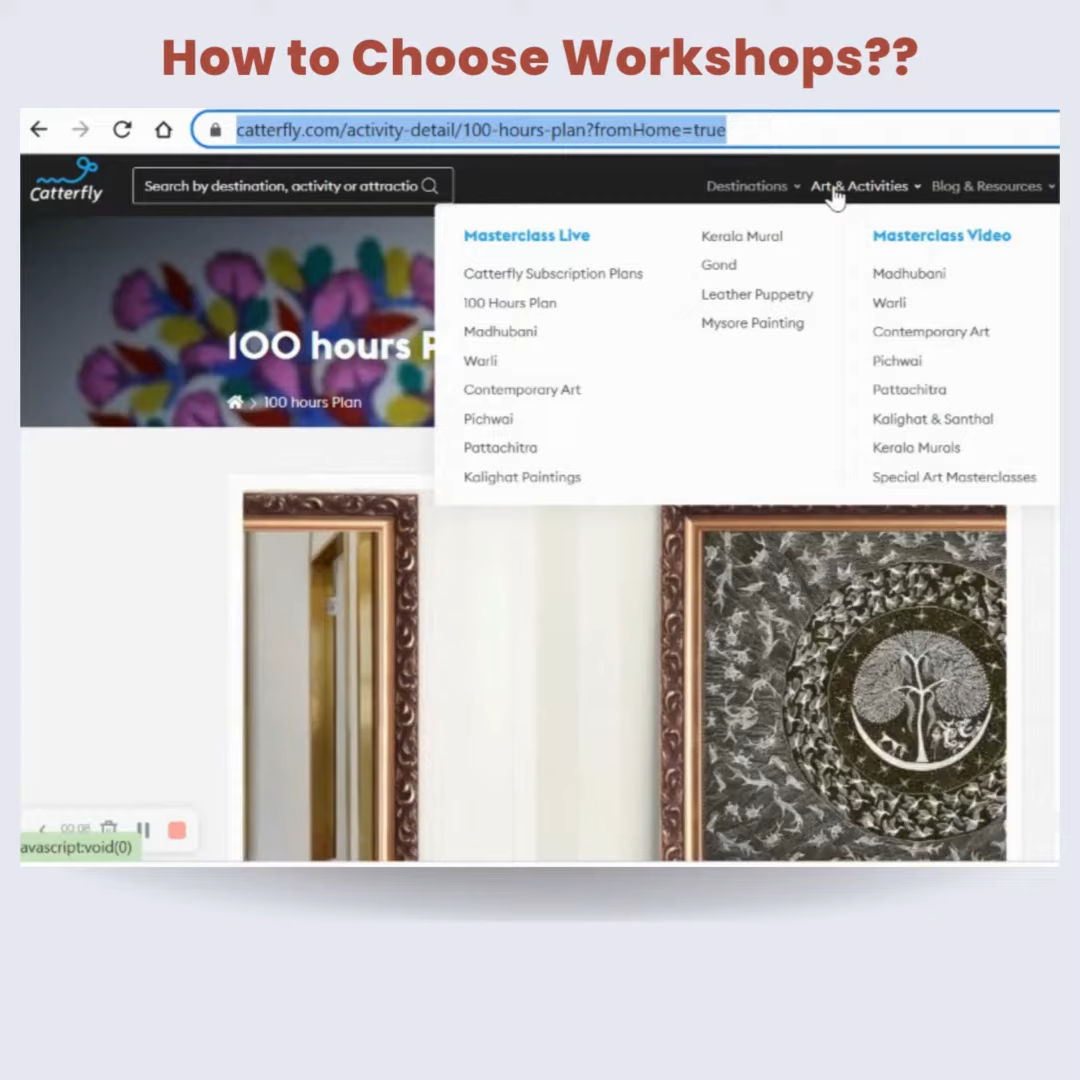 How to Choose Workshops??
catterfly.com/activity-detail/100-hours-plan?fromHome=true
Catterfly
Search by destination, activity or attractio
Destinations
Art & Activities
Blog & Resources
Masterclass Live
Catterfly Subscription Plans
100 Hours Plan
Madhubani
Warli
Contemporary Art
Pichwai
Pattachitra
Kalighat Paintings
Kerala Mural
Gond
Leather Puppetry
Mysore Painting
Masterclass Video
Madhubani
Warli
Contemporary Art
Pichwai
Pattachitra
Kalighat & Santhal
Kerala Murals
Special Art Masterclasses
100 hours P
100 hours Plan
00:08
avascript:void(0)